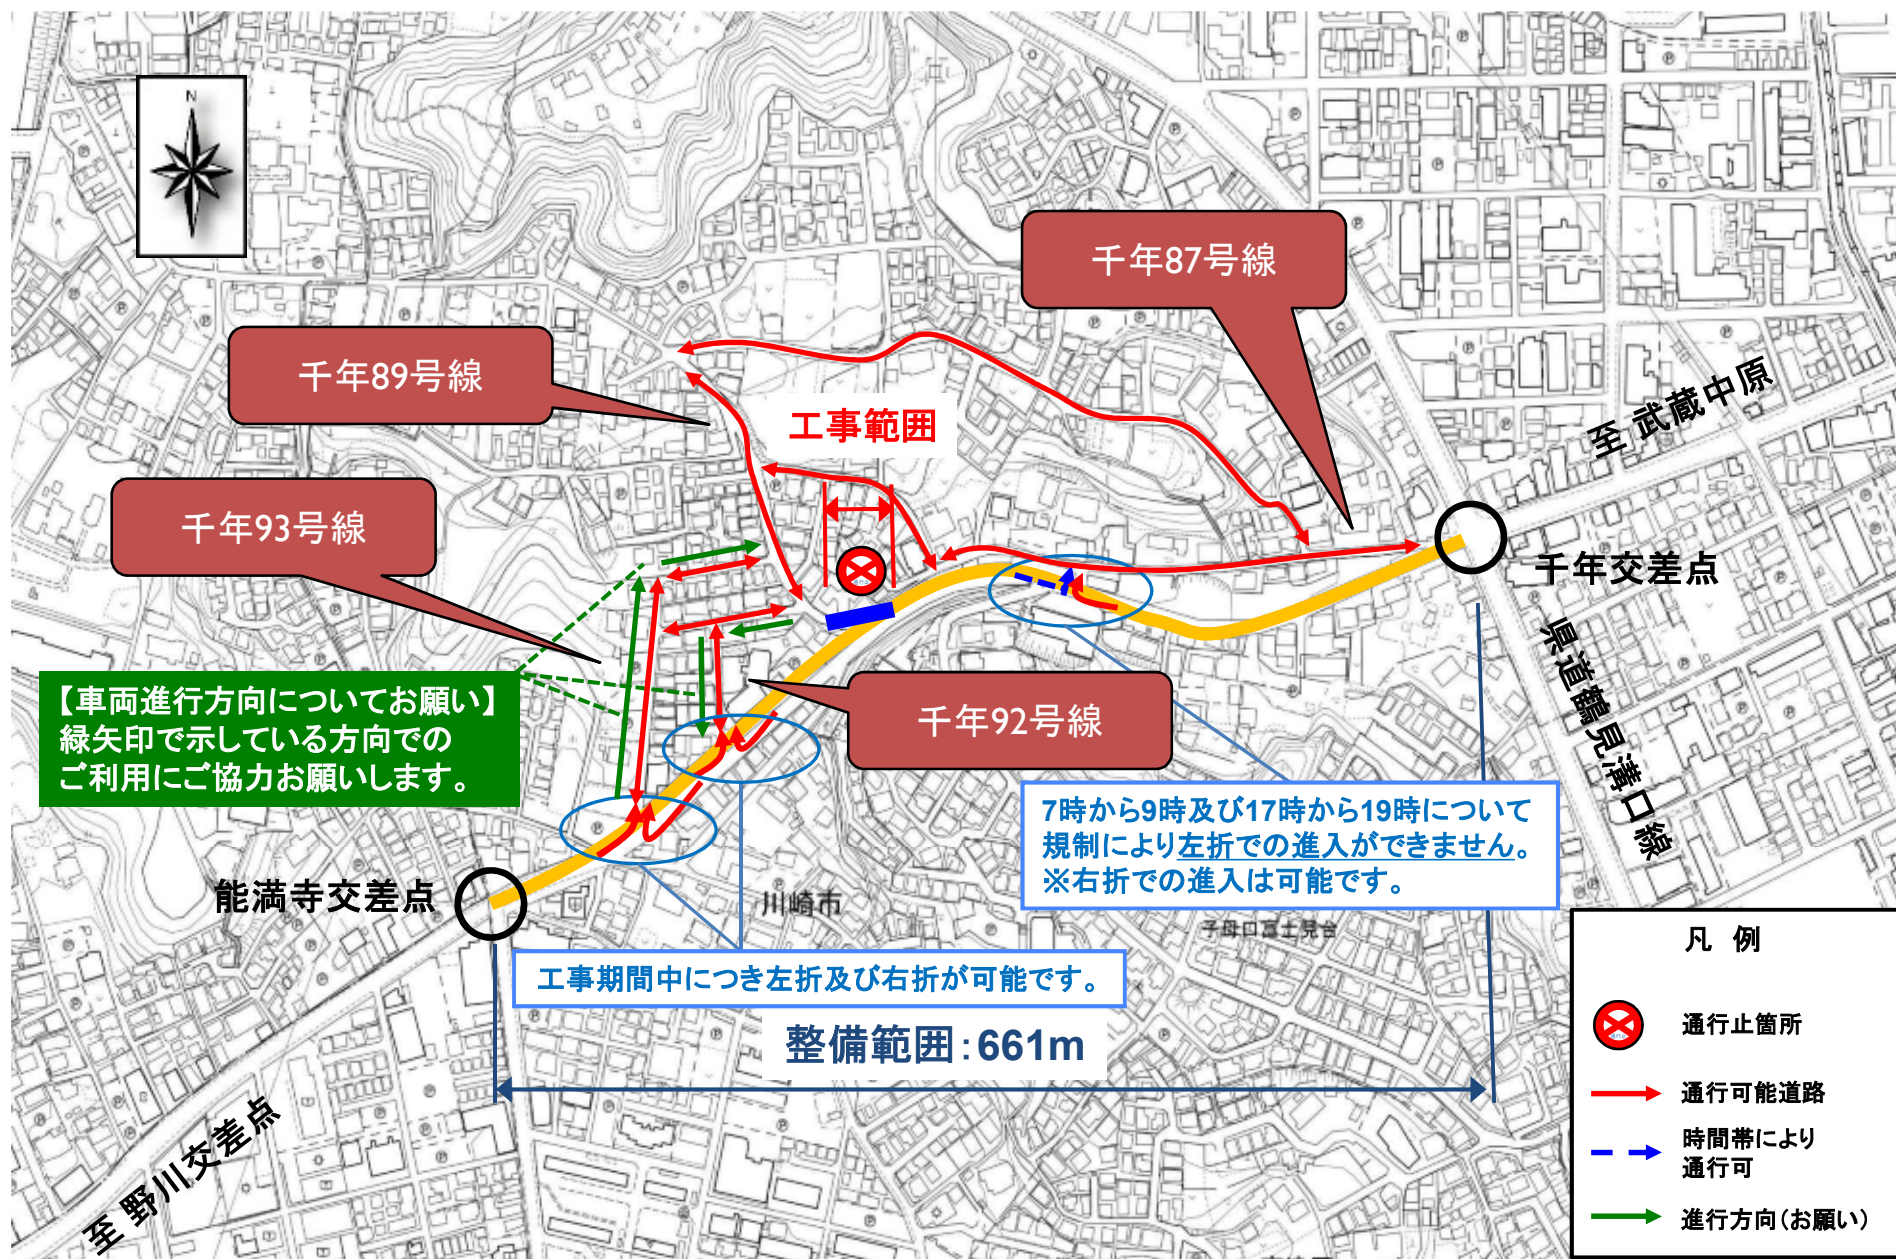 N
千年87号線
千年89号線
工事範囲
至 武蔵中原
千年93号線
千年交差点
県道鶴見溝口線
【車両進行方向についてお願い】
緑矢印で示している方向での
ご利用にご協力お願いします。
千年92号線
7時から9時及び17時から19時について
規制により左折での進入ができません。
※右折での進入は可能です。
能満寺交差点
川崎市
子母口富士見台
工事期間中につき左折及び右折が可能です。
整備範囲：661m
至 野川交差点
凡 例
通行止箇所
通行可能道路
時間帯により
通行可
進行方向（お願い）